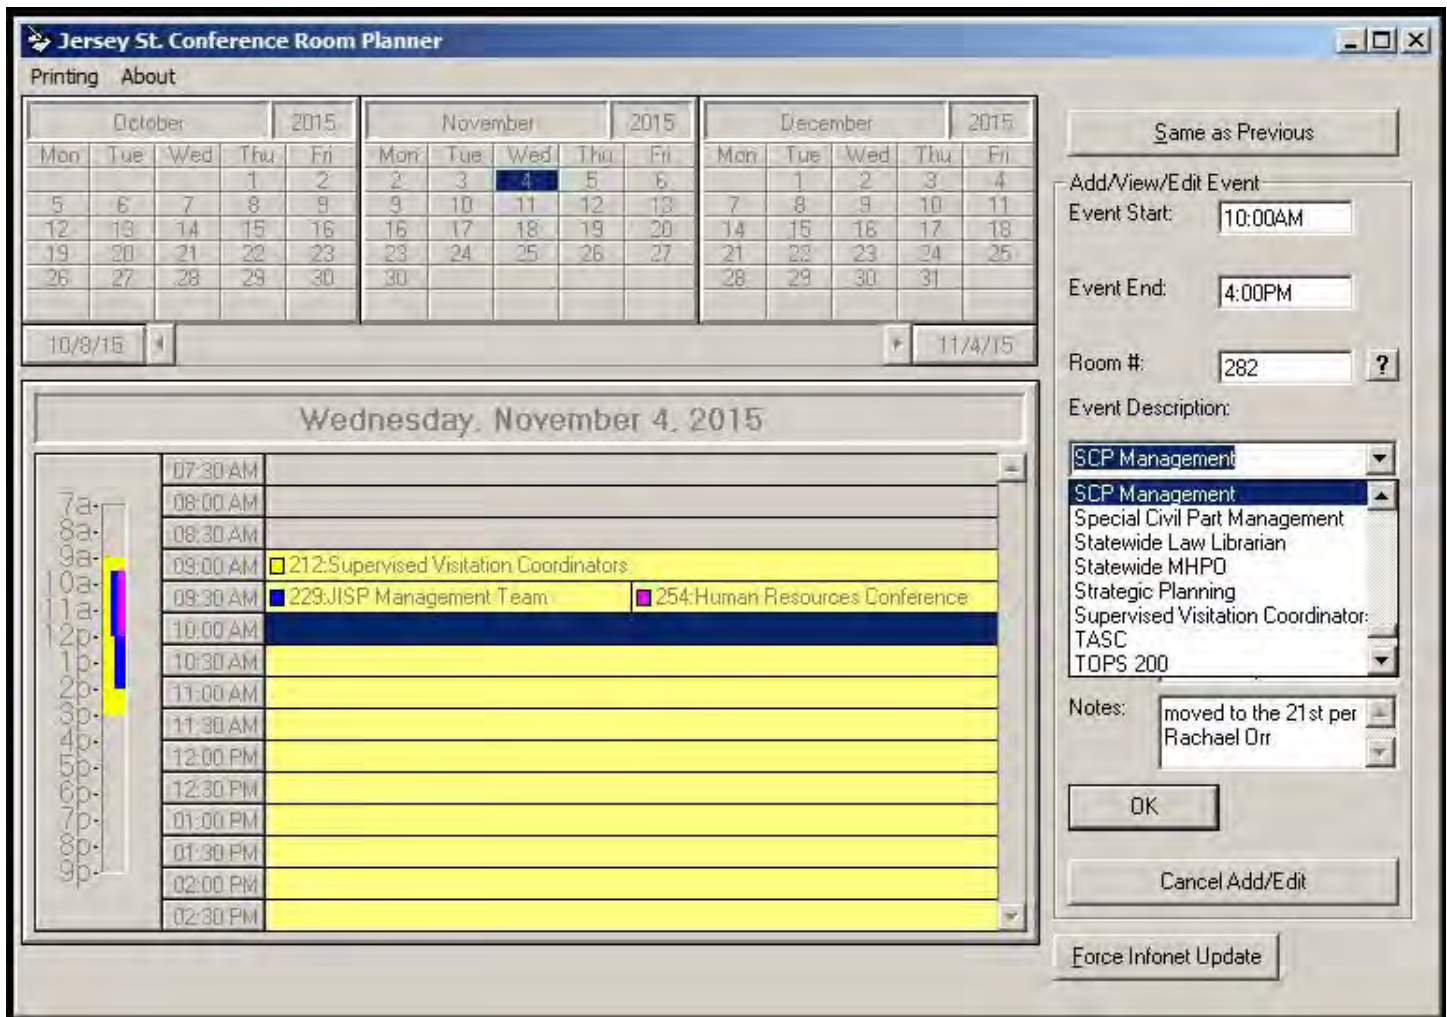 Jersey St. Conference Room Planner
Printing About
October 2015 November 2015 December 2015
Mon Tue Wed Thu Fri Mon Tue Wed Thu Fri Mon Tue Wed Thu Fri
1 2 2 3 4 5 6 1 2 3 4
5 6 7 8 9 9 10 11 12 13 7 8 9 10 11
12 13 14 15 16 16 17 18 19 20 14 15 16 17 18
19 20 21 22 23 23 24 25 26 27 21 22 23 24 25
26 27 28 29 30 30 28 29 30 31
10/8/15 11/4/15
Wednesday, November 4, 2015
7a-
8a-
9a-
10a-
11a-
12p-
1p-
2p-
3p-
4p-
5p-
6p-
7p-
8p-
9p-
07:30 AM
08:00 AM
08:30 AM
09:00 AM 212:Supervised Visitation Coordinators
09:30 AM 229:JISP Management Team 254:Human Resources Conference
10:00 AM
10:30 AM
11:00 AM
11:30 AM
12:00 PM
12:30 PM
01:00 PM
01:30 PM
02:00 PM
02:30 PM
Same as Previous
Add/View/Edit Event
Event Start: 10:00AM
Event End: 4:00PM
Room #: 282 ?
Event Description:
SCP Management
SCP Management
Special Civil Part Management
Statewide Law Librarian
Statewide MHPO
Strategic Planning
Supervised Visitation Coordinator
TASC
TOPS 200
Notes: moved to the 21st per
Rachael Orr
OK
Cancel Add/Edit
Force Infonet Update